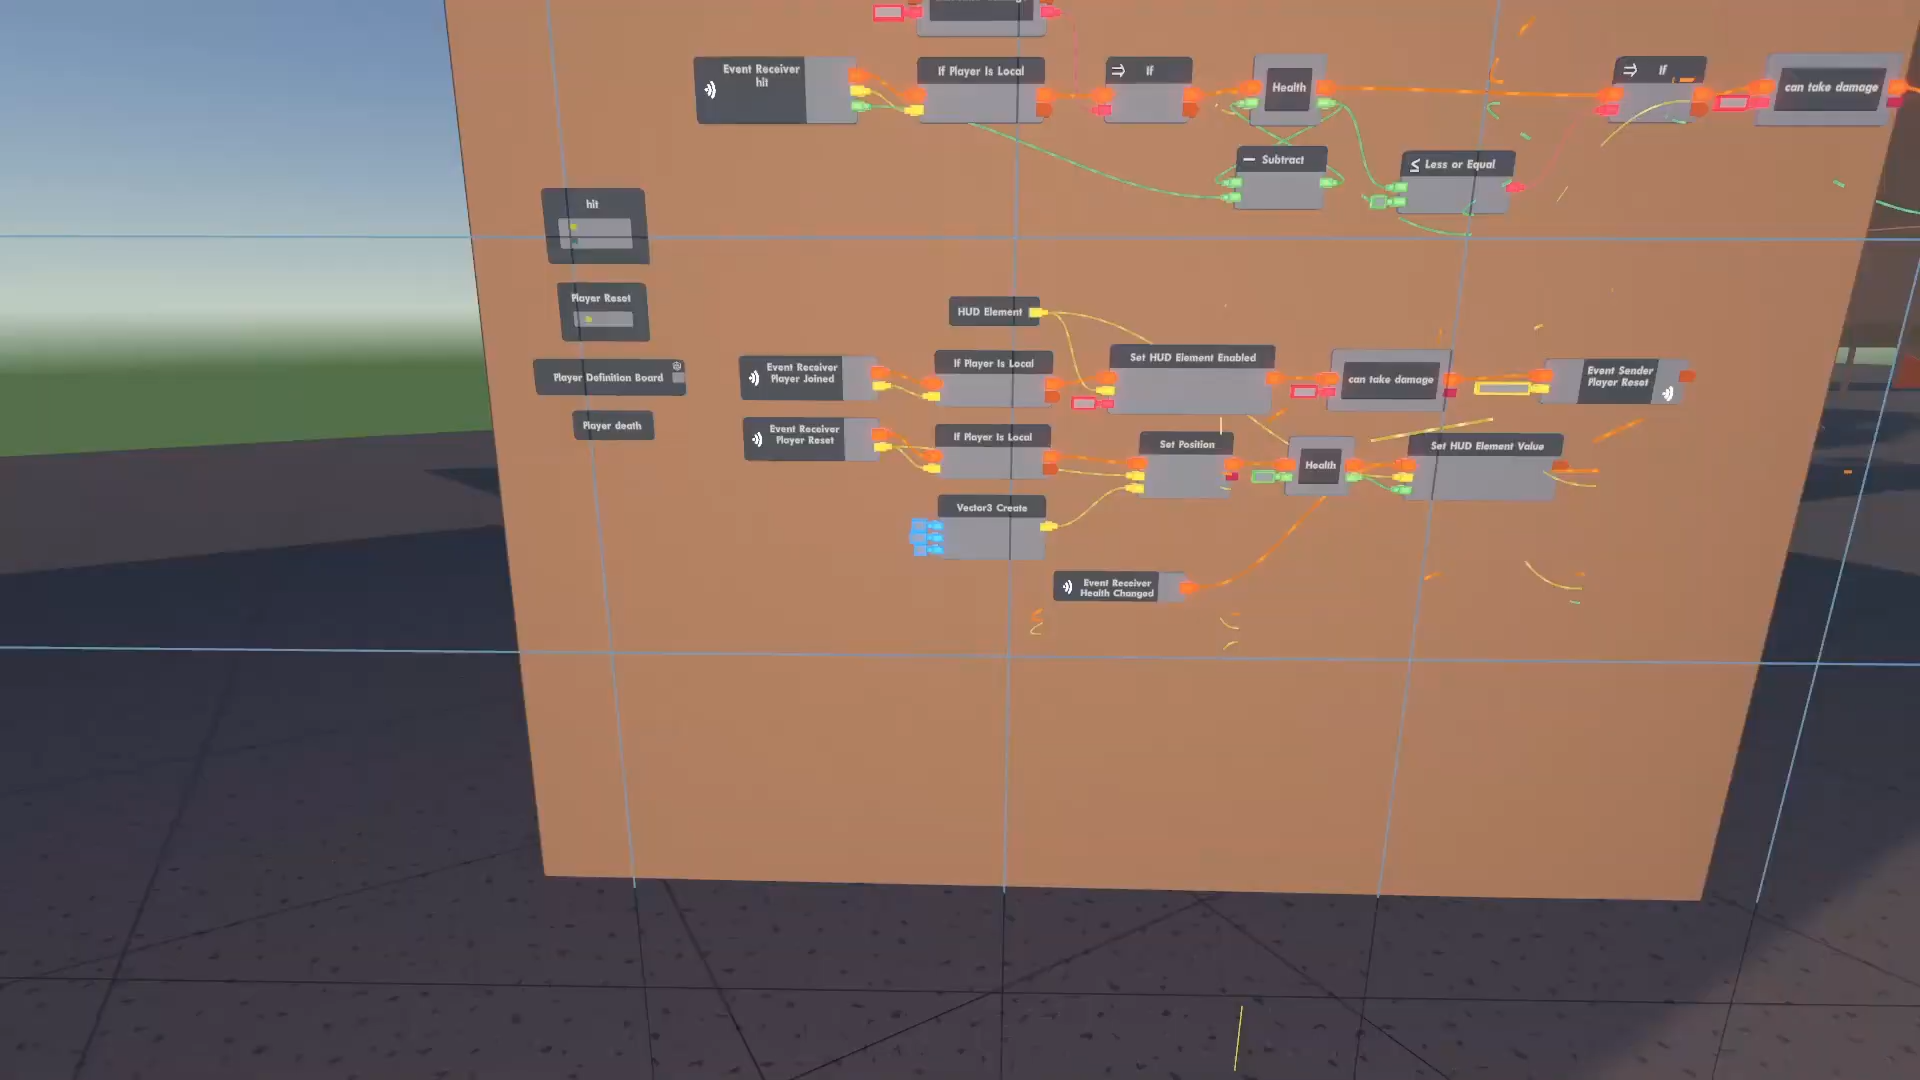 Event Receiver
hit
If Player Is Local
If
Health
If
can take damage
Subtract
Less or Equal
hit
Player Reset
Player Definition Board
Player death
HUD Element
Event Receiver
Player Joined
If Player Is Local
Set HUD Element Enabled
can take damage
Event Sender
Player Reset
Event Receiver
Player Reset
If Player Is Local
Set Position
Health
Set HUD Element Value
Vector3 Create
Event Receiver
Health Changed